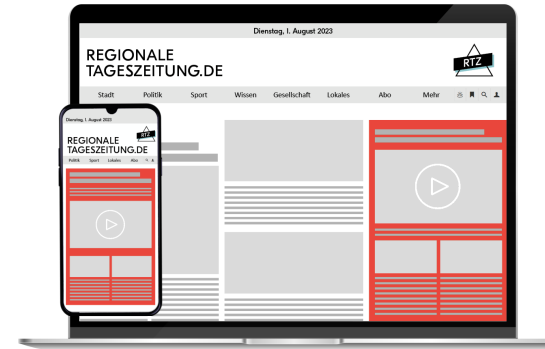 Dienstag, 1. August 2023
REGIONALE
TAGESZEITUNG.DE
RTZ
Stadt Politik Sport Wissen Gesellschaft Lokales Abo Mehr
Dienstag, 1. August 2023
REGIONALE
TAGESZEITUNG.DE
RTZ
Politik Sport Lokales Abo